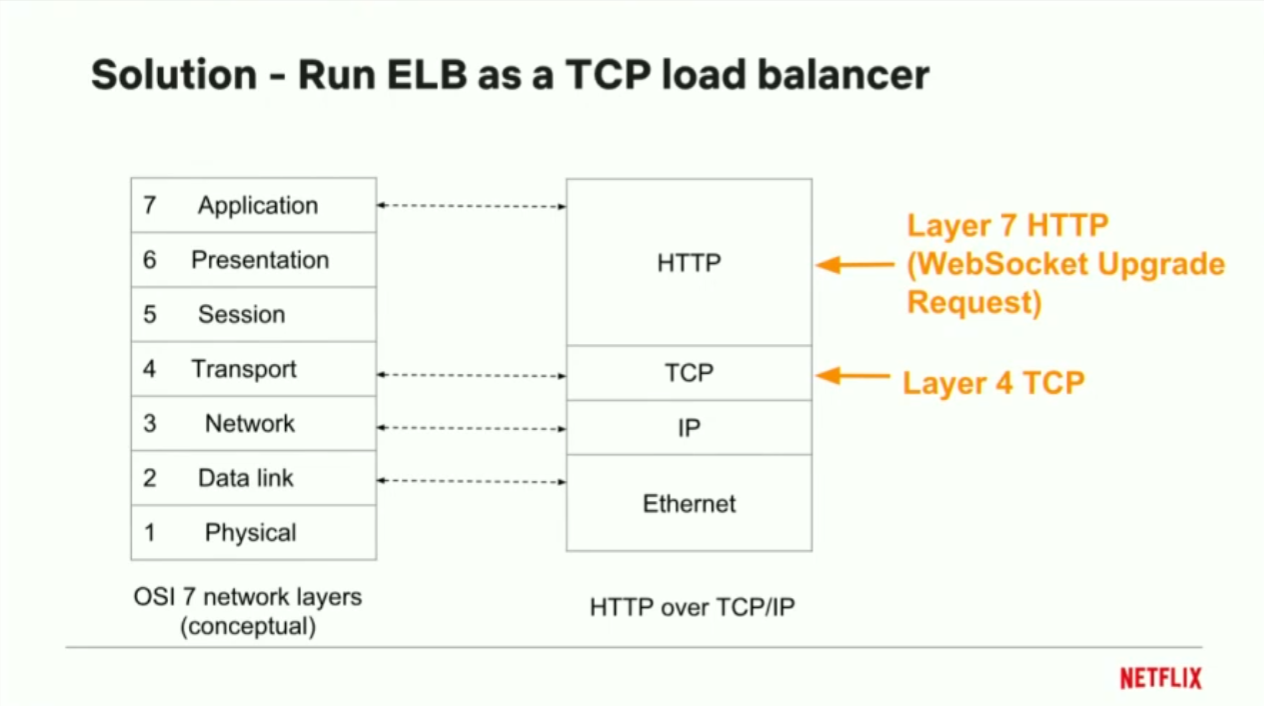 Solution - Run ELB as a TCP load balancer
7 Application
6 Presentation
5 Session
4 Transport
3 Network
2 Data link
1 Physical
OSI 7 network layers
(conceptual)
HTTP
TCP
IP
Ethernet
HTTP over TCP/IP
Layer 7 HTTP
(WebSocket Upgrade
Request)
Layer 4 TCP
NETFLIX